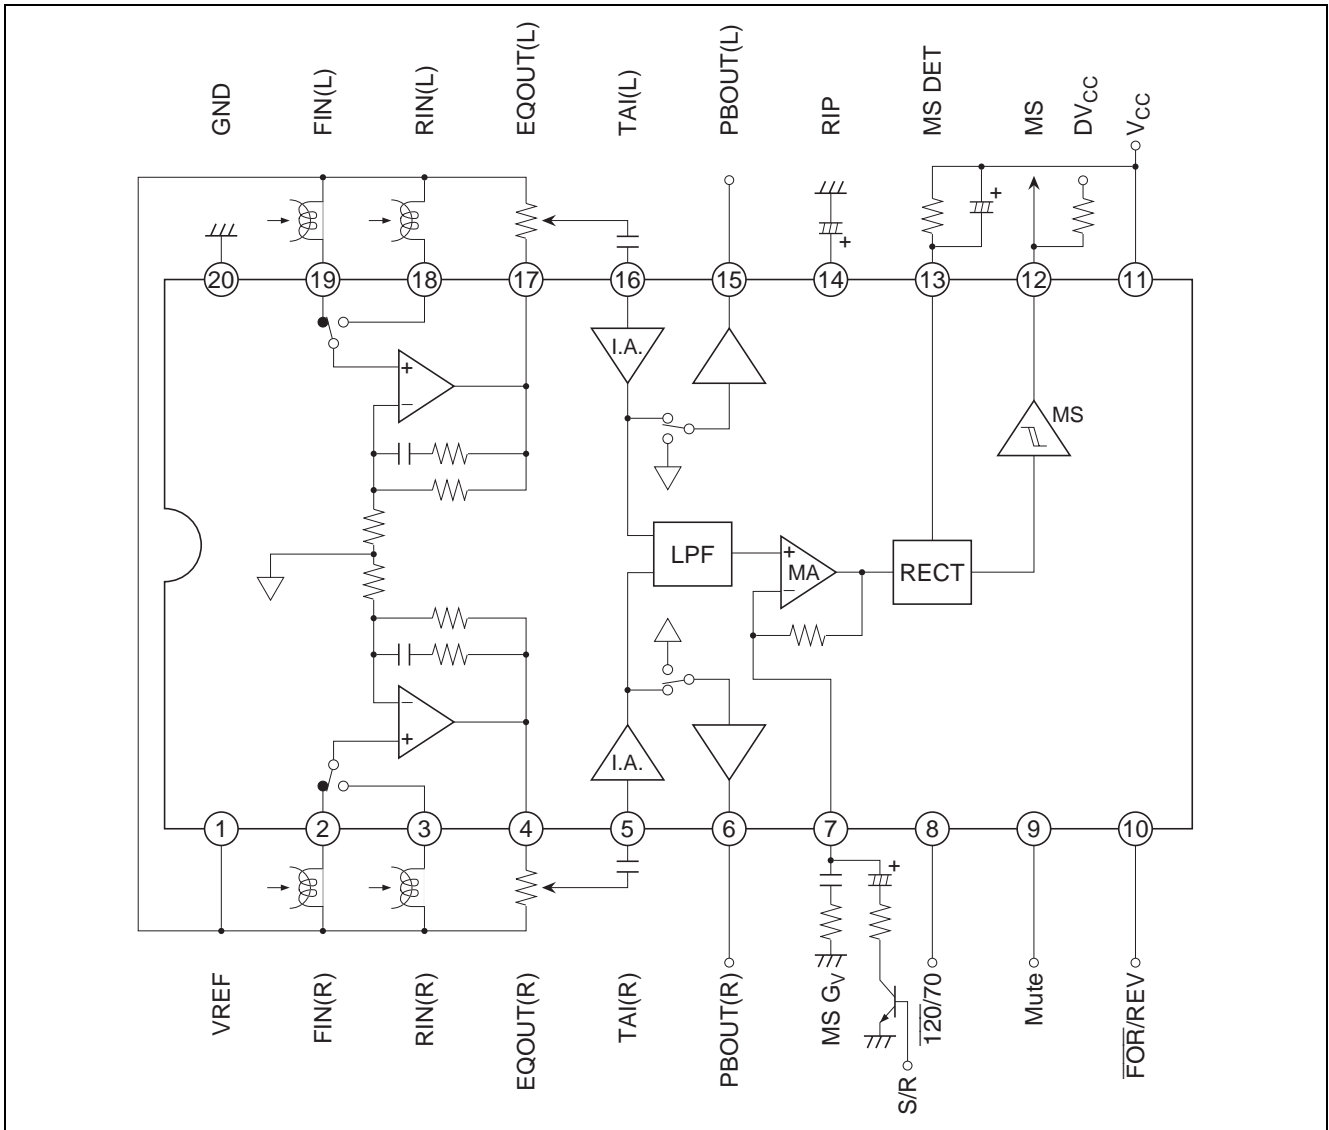 GND
FIN(L)
RIN(L)
EQOUT(L)
TAI(L)
PBOUT(L)
RIP
MS DET
MS
DVCC
VCC
+
+
20
19
18
17
16
15
14
13
12
11
I.A.
+
−
MS
LPF
+
MA
−
RECT
−
+
I.A.
1
2
3
4
5
6
7
8
9
10
+
VREF
FIN(R)
RIN(R)
EQOUT(R)
TAI(R)
PBOUT(R)
MS GV
S/R
120/70
Mute
FOR/REV